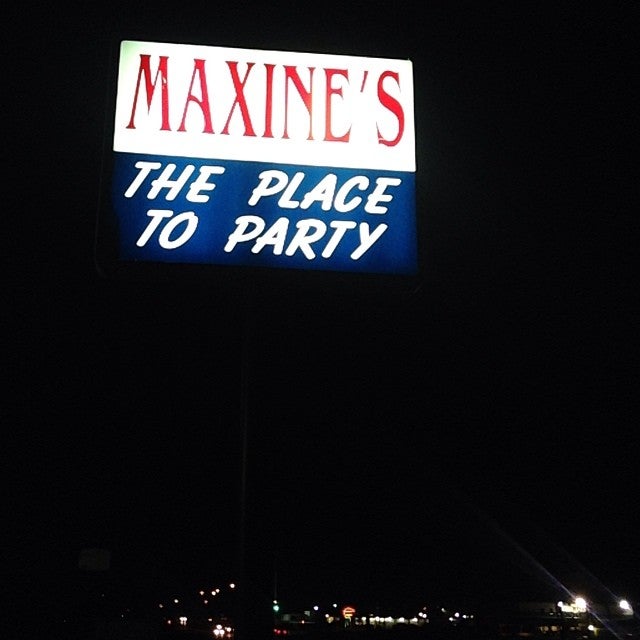 MAXINE'S
THE PLACE
TO PARTY